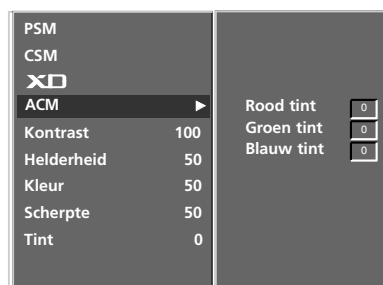 PSM
CSM
XD
ACM
Kontrast 100
Helderheid 50
Kleur 50
Scherpte 50
Tint 0
Rood tint 0
Groen tint 0
Blauw tint 0